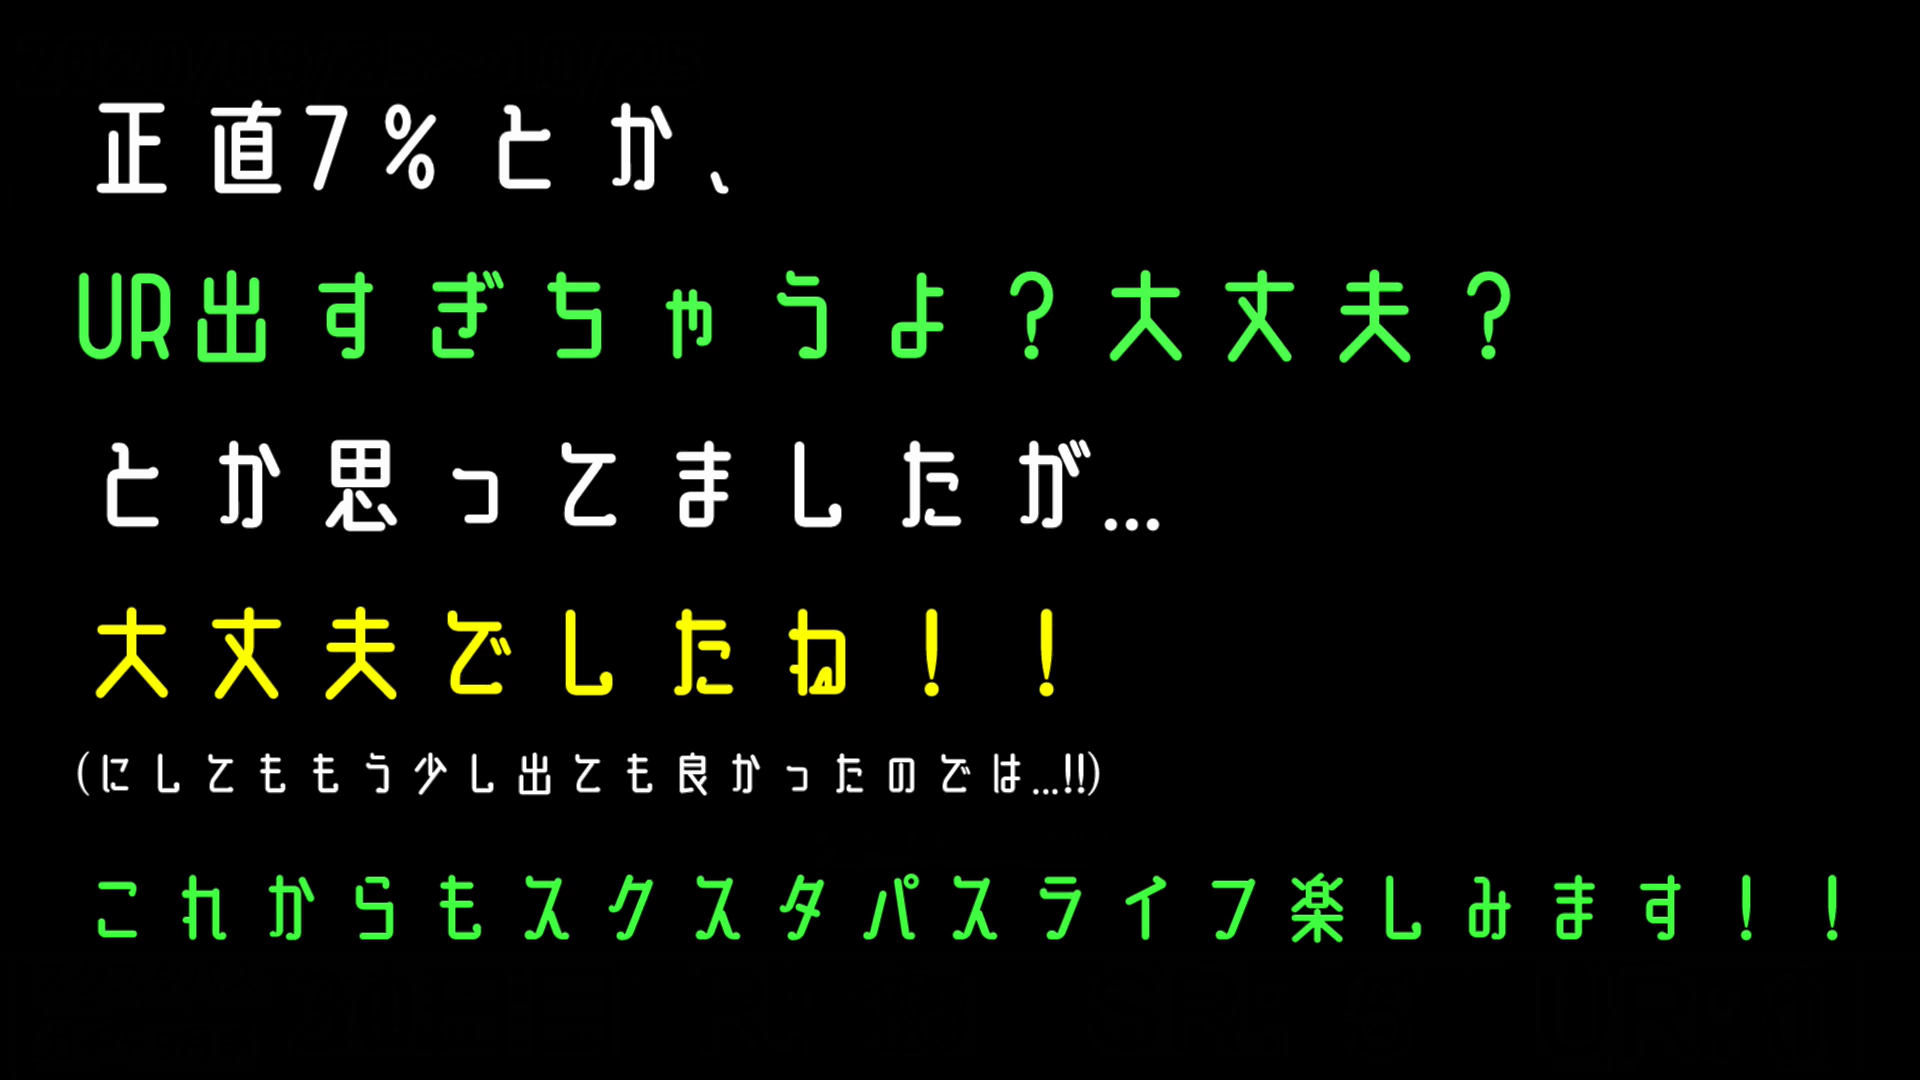 正直7%とか、
UR出すぎちゃうよ？大丈夫？
とか思ってましたが...
大丈夫でしたね！！
(にしてももう少し出ても良かったのでは...!!)
これからもスクスタパスライフ楽しみます！！